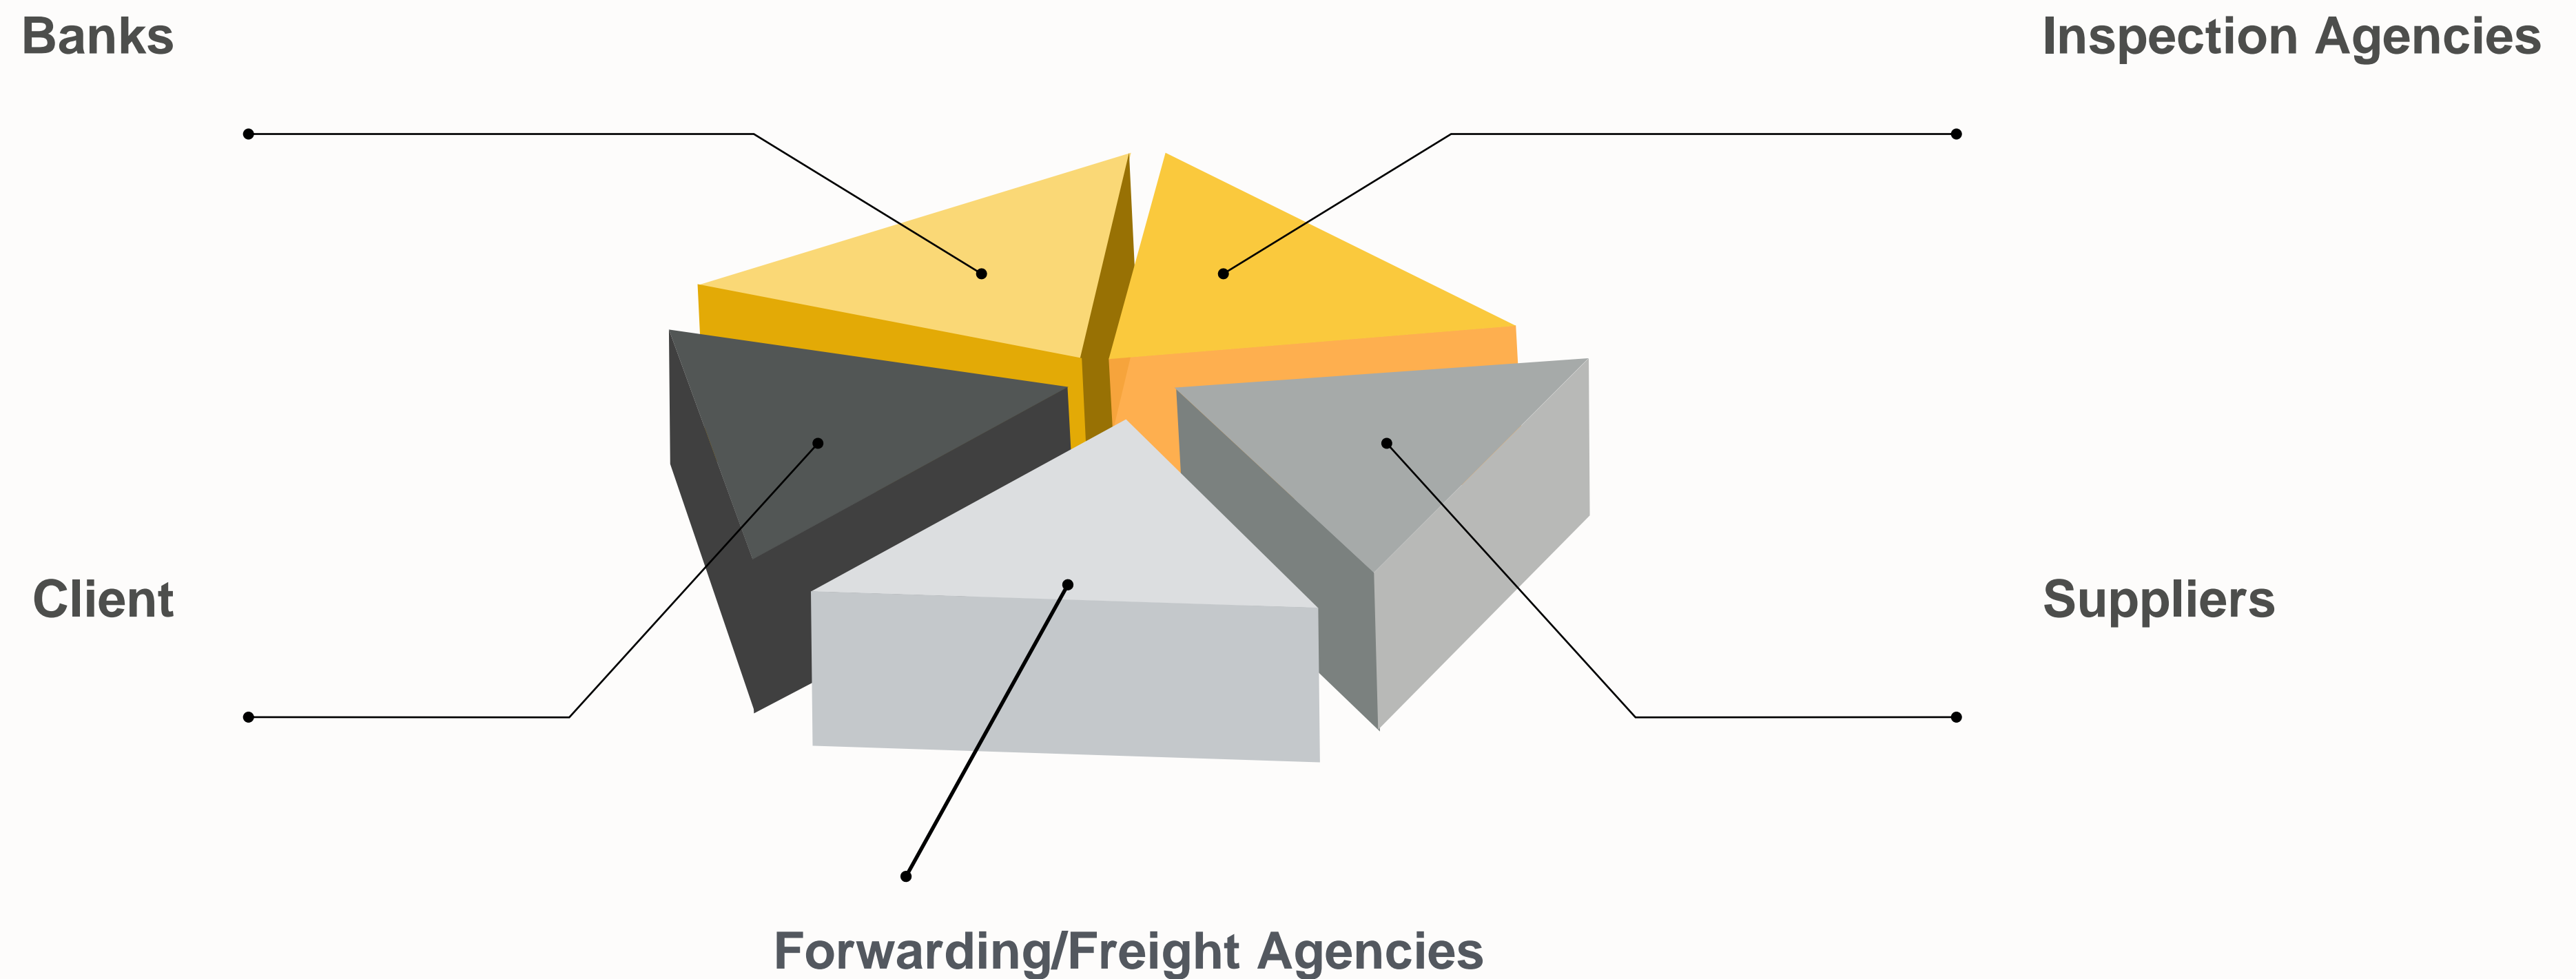 Banks
Inspection Agencies
Client
Suppliers
Forwarding/Freight Agencies